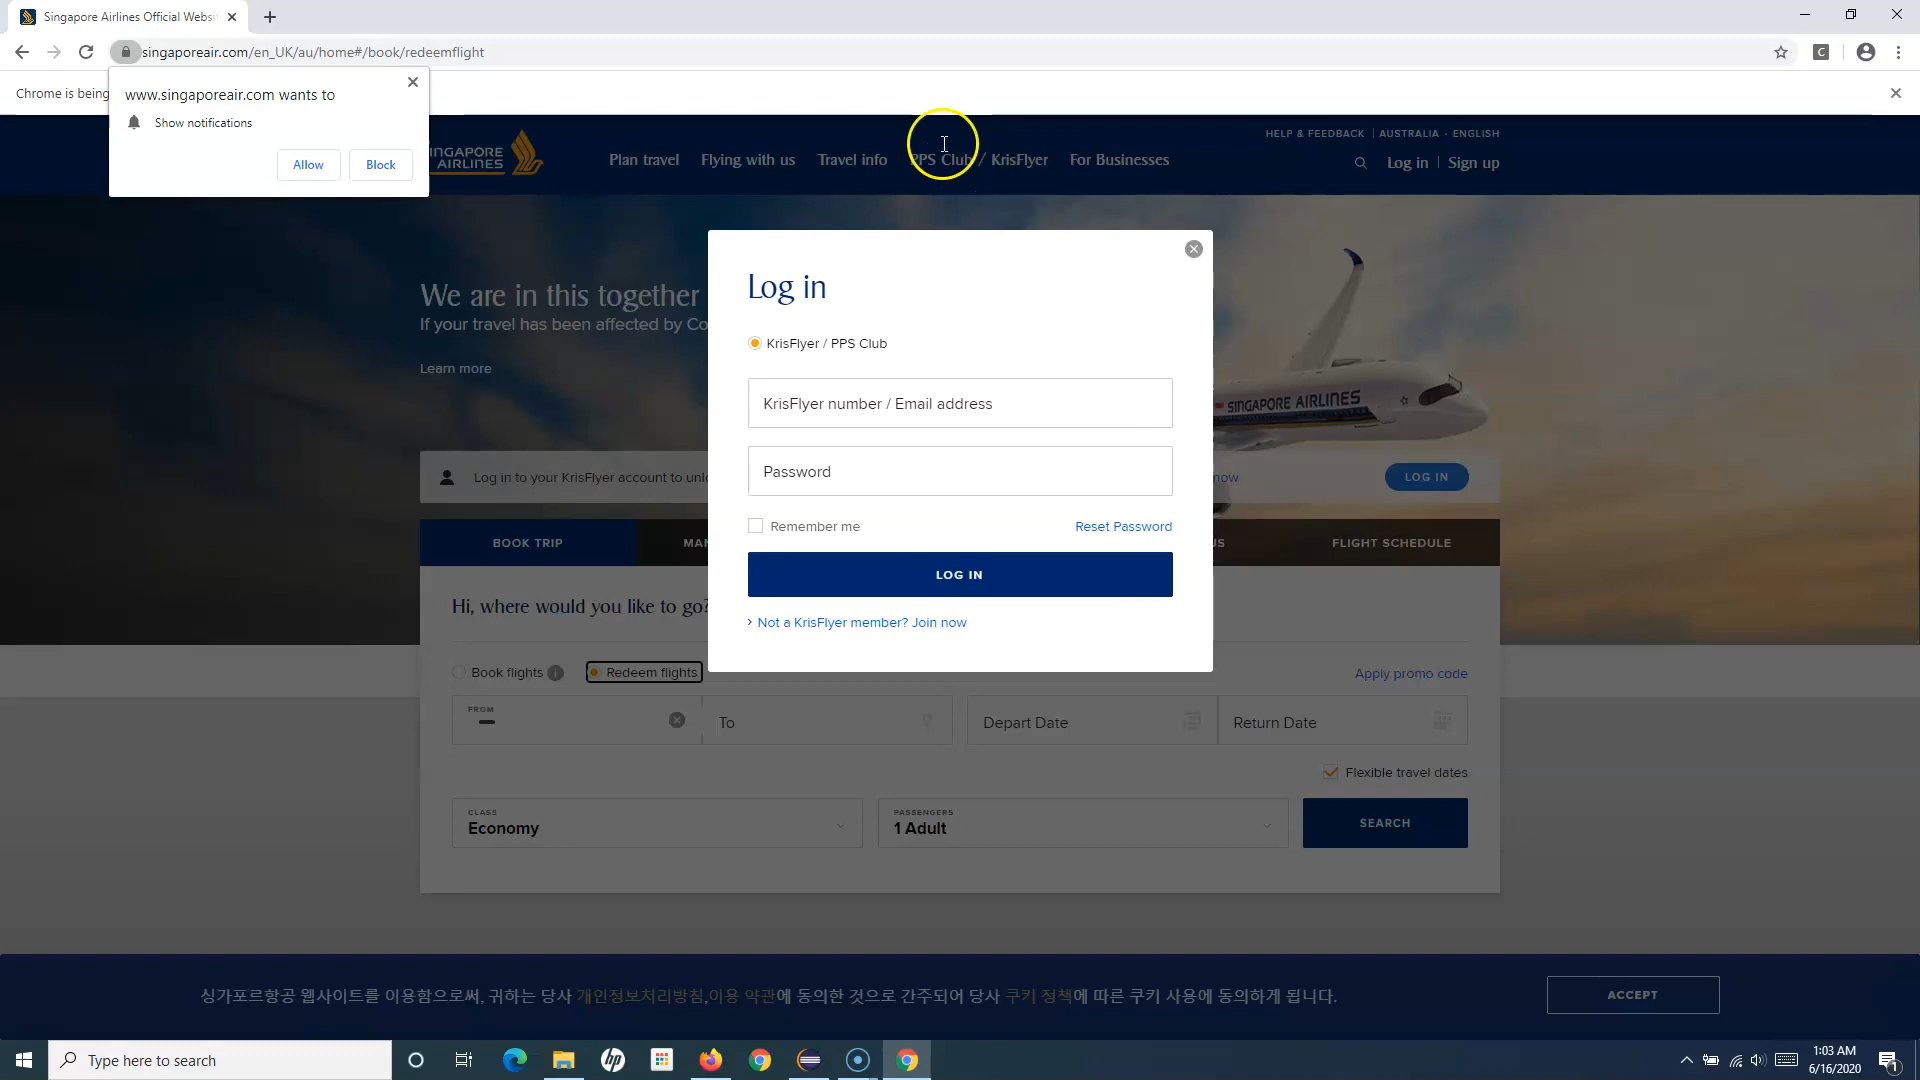 Singapore Airlines Official Websi
singaporeair.com/en_UK/au/home#/book/redeemflight
Chrome is being
www.singaporeair.com wants to
Show notifications
Allow
Block
HELP & FEEDBACK
AUSTRALIA · ENGLISH
AIRLINES
Plan travel
Flying with us
Travel info
PPS Club / KrisFlyer
For Businesses
Log in
Sign up
We are in this together
If your travel has been affected by Co
Learn more
SINGAPORE AIRLINES
Log in
KrisFlyer / PPS Club
KrisFlyer number / Email address
Password
Remember me
Reset Password
LOG IN
Not a KrisFlyer member? Join now
Log in to your KrisFlyer account to
now
LOG IN
BOOK TRIP
FLIGHT SCHEDULE
Hi, where would you like to go?
Book flights
Redeem flights
Apply promo code
FROM
To
Depart Date
Return Date
Flexible travel dates
CLASS
Economy
PASSENGERS
1 Adult
SEARCH
싱가포르항공 웹사이트를 이용함으로써, 귀하는 당사 개인정보처리방침,이용 약관에 동의한 것으로 간주되어 당사 쿠키 정책에 따른 쿠키 사용에 동의하게 됩니다.
ACCEPT
Type here to search
1:03 AM
6/16/2020